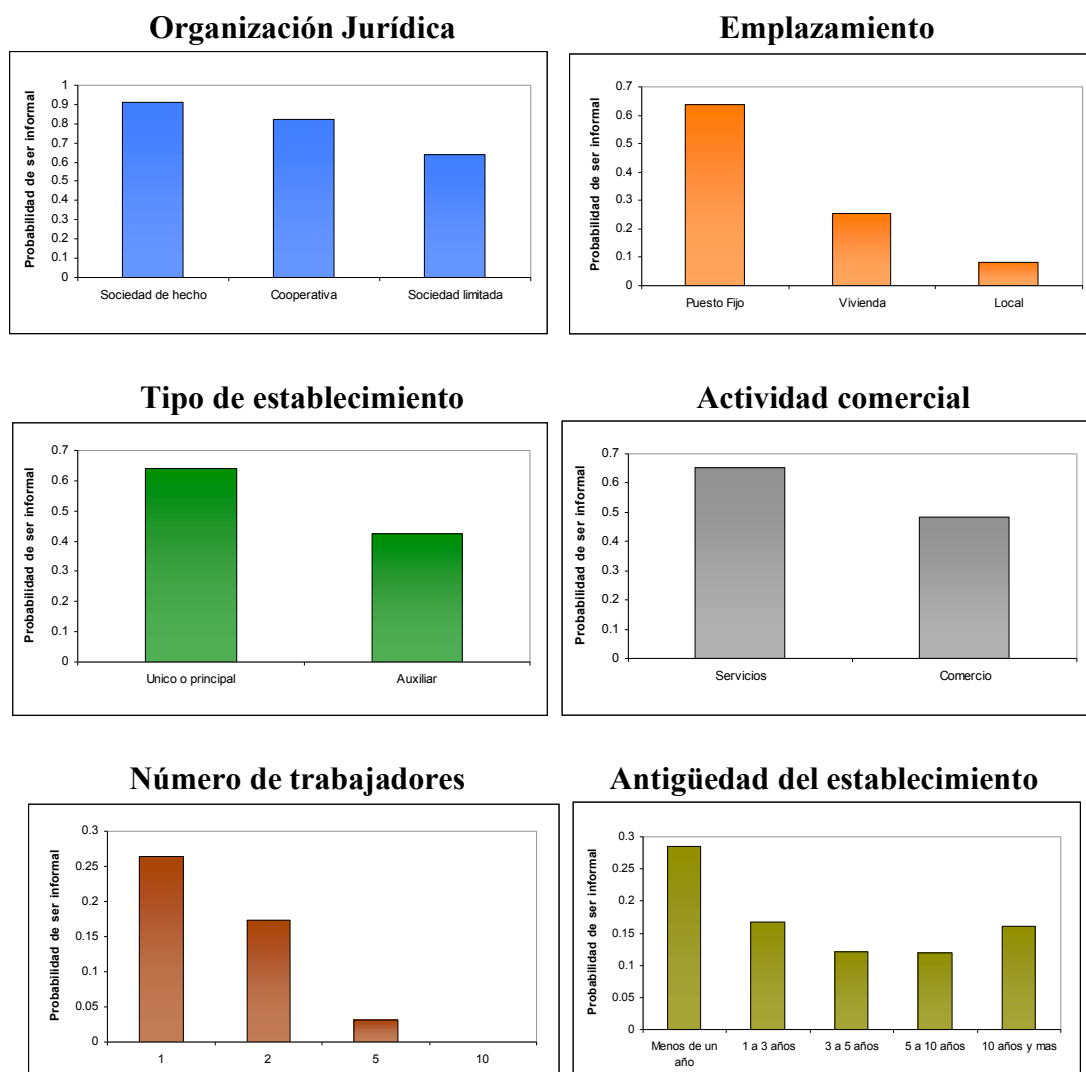 Organización Jurídica
Probabilidad de ser informal
1
0.9
0.8
0.7
0.6
0.5
0.4
0.3
0.2
0.1
0
Sociedad de hecho Cooperativa Sociedad limitada
Emplazamiento
Probabilidad de ser informal
0.7
0.6
0.5
0.4
0.3
0.2
0.1
0
Puesto Fijo Vivienda Local
Tipo de establecimiento
Probabilidad de ser informal
0.7
0.6
0.5
0.4
0.3
0.2
0.1
0
Unico o principal Auxiliar
Actividad comercial
Probabilidad de ser informal
0.7
0.6
0.5
0.4
0.3
0.2
0.1
0
Servicios Comercio
Número de trabajadores
Probabilidad de ser informal
0.3
0.25
0.2
0.15
0.1
0.05
0
1 2 5 10
Antigüedad del establecimiento
Probabilidad de ser informal
0.3
0.25
0.2
0.15
0.1
0.05
0
Menos de un 1 a 3 años 3 a 5 años 5 a 10 años 10 años y mas
año